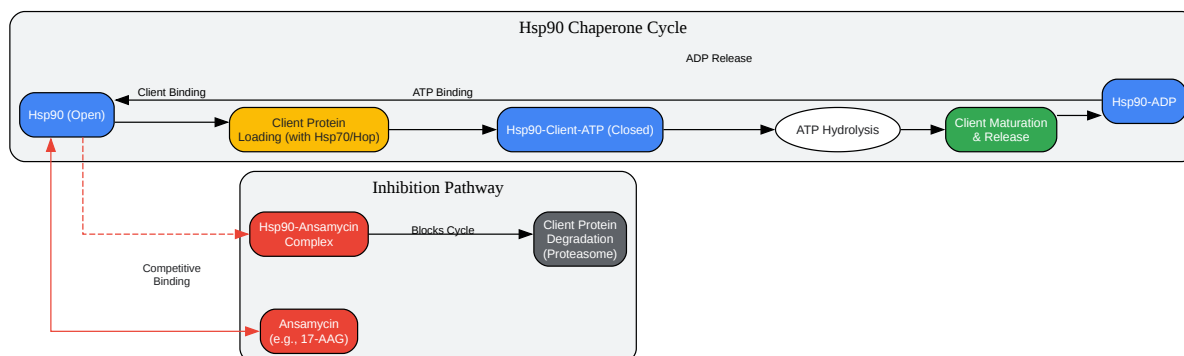 Hsp90 Chaperone Cycle
ADP Release
Client Binding
ATP Binding
Hsp90 (Open)
Client Protein
Loading (with Hsp70/Hop)
Hsp90-Client-ATP (Closed)
ATP Hydrolysis
Client Maturation
& Release
Hsp90-ADP
Inhibition Pathway
Hsp90-Ansamycin
Complex
Blocks Cycle
Client Protein
Degradation
(Proteasome)
Competitive
Binding
Ansamycin
(e.g., 17-AAG)